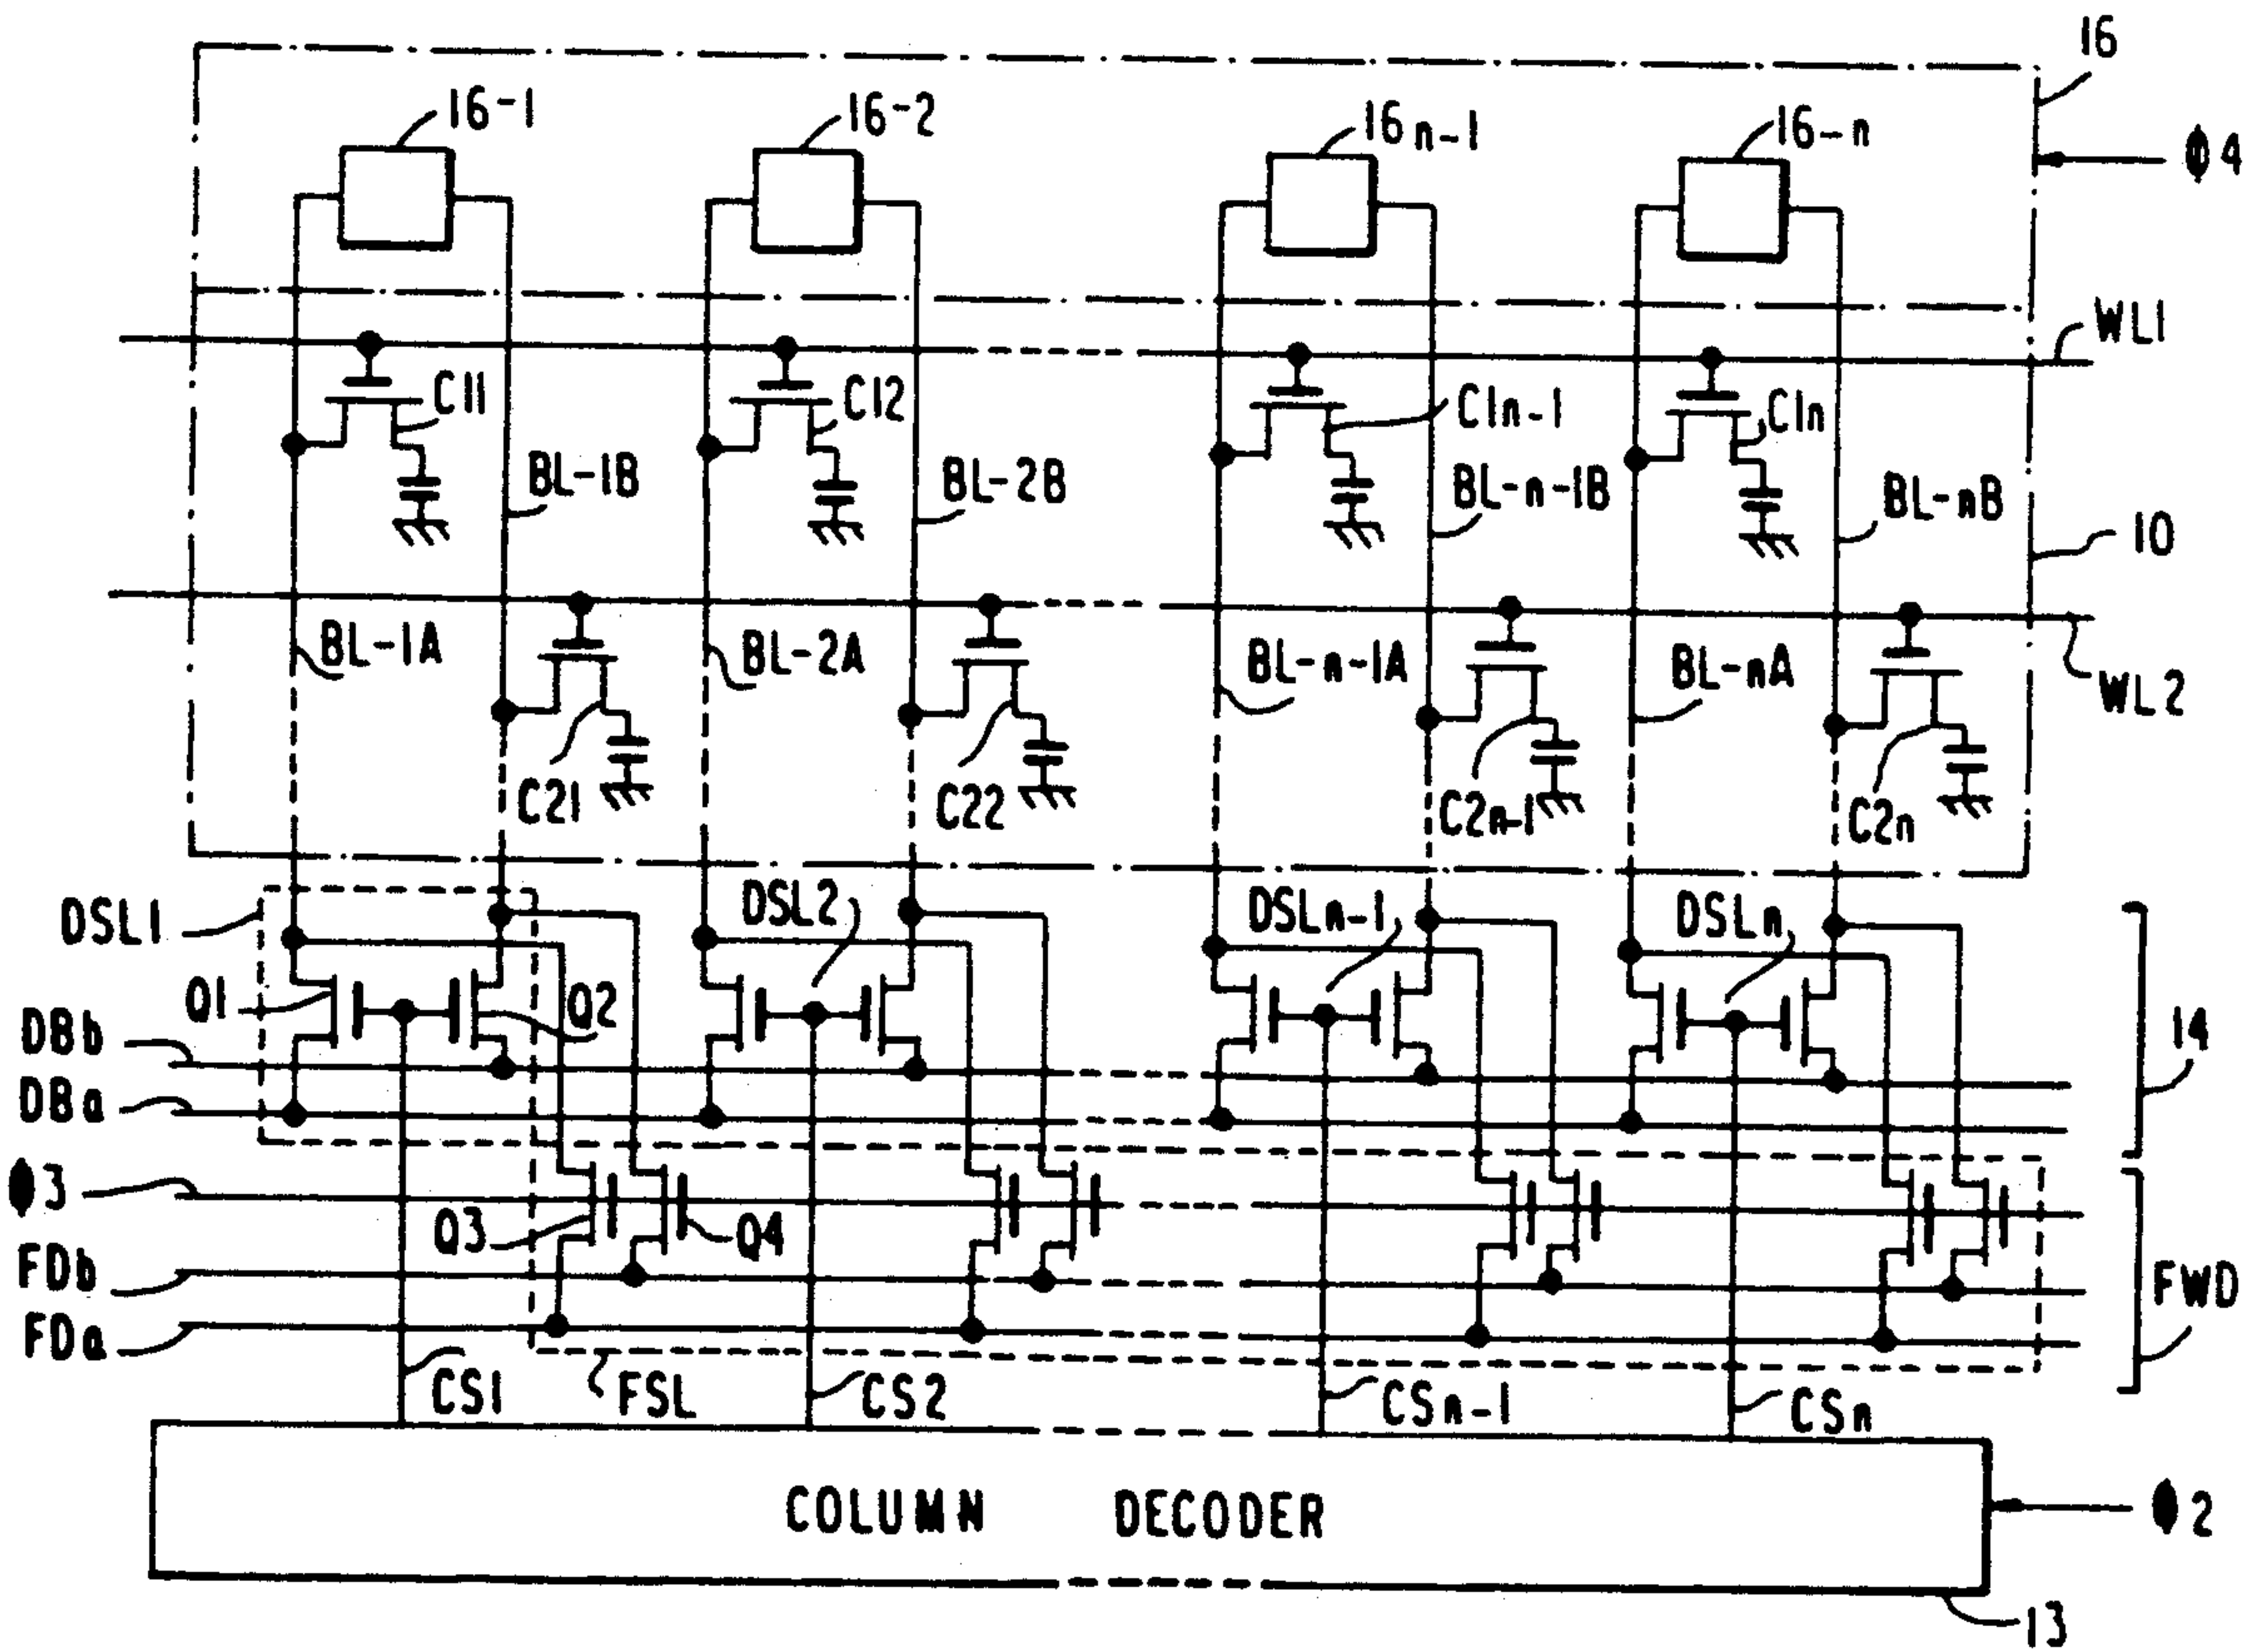 16
16-1
16-2
16n-1
16-n
Φ4
WL1
C11
C12
C1n-1
C1n
BL-1B
BL-2B
BL-n-1B
BL-nB
10
BL-1A
BL-2A
BL-n-1A
BL-nA
WL2
C21
C22
C2n-1
C2n
DSL1
DSL2
DSLn-1
DSLn
Q1
Q2
DBb
14
DBa
Φ3
Q3
Q4
FDb
FWD
FDa
CS1
FSL
CS2
CSn-1
CSn
COLUMN DECODER
Φ2
13